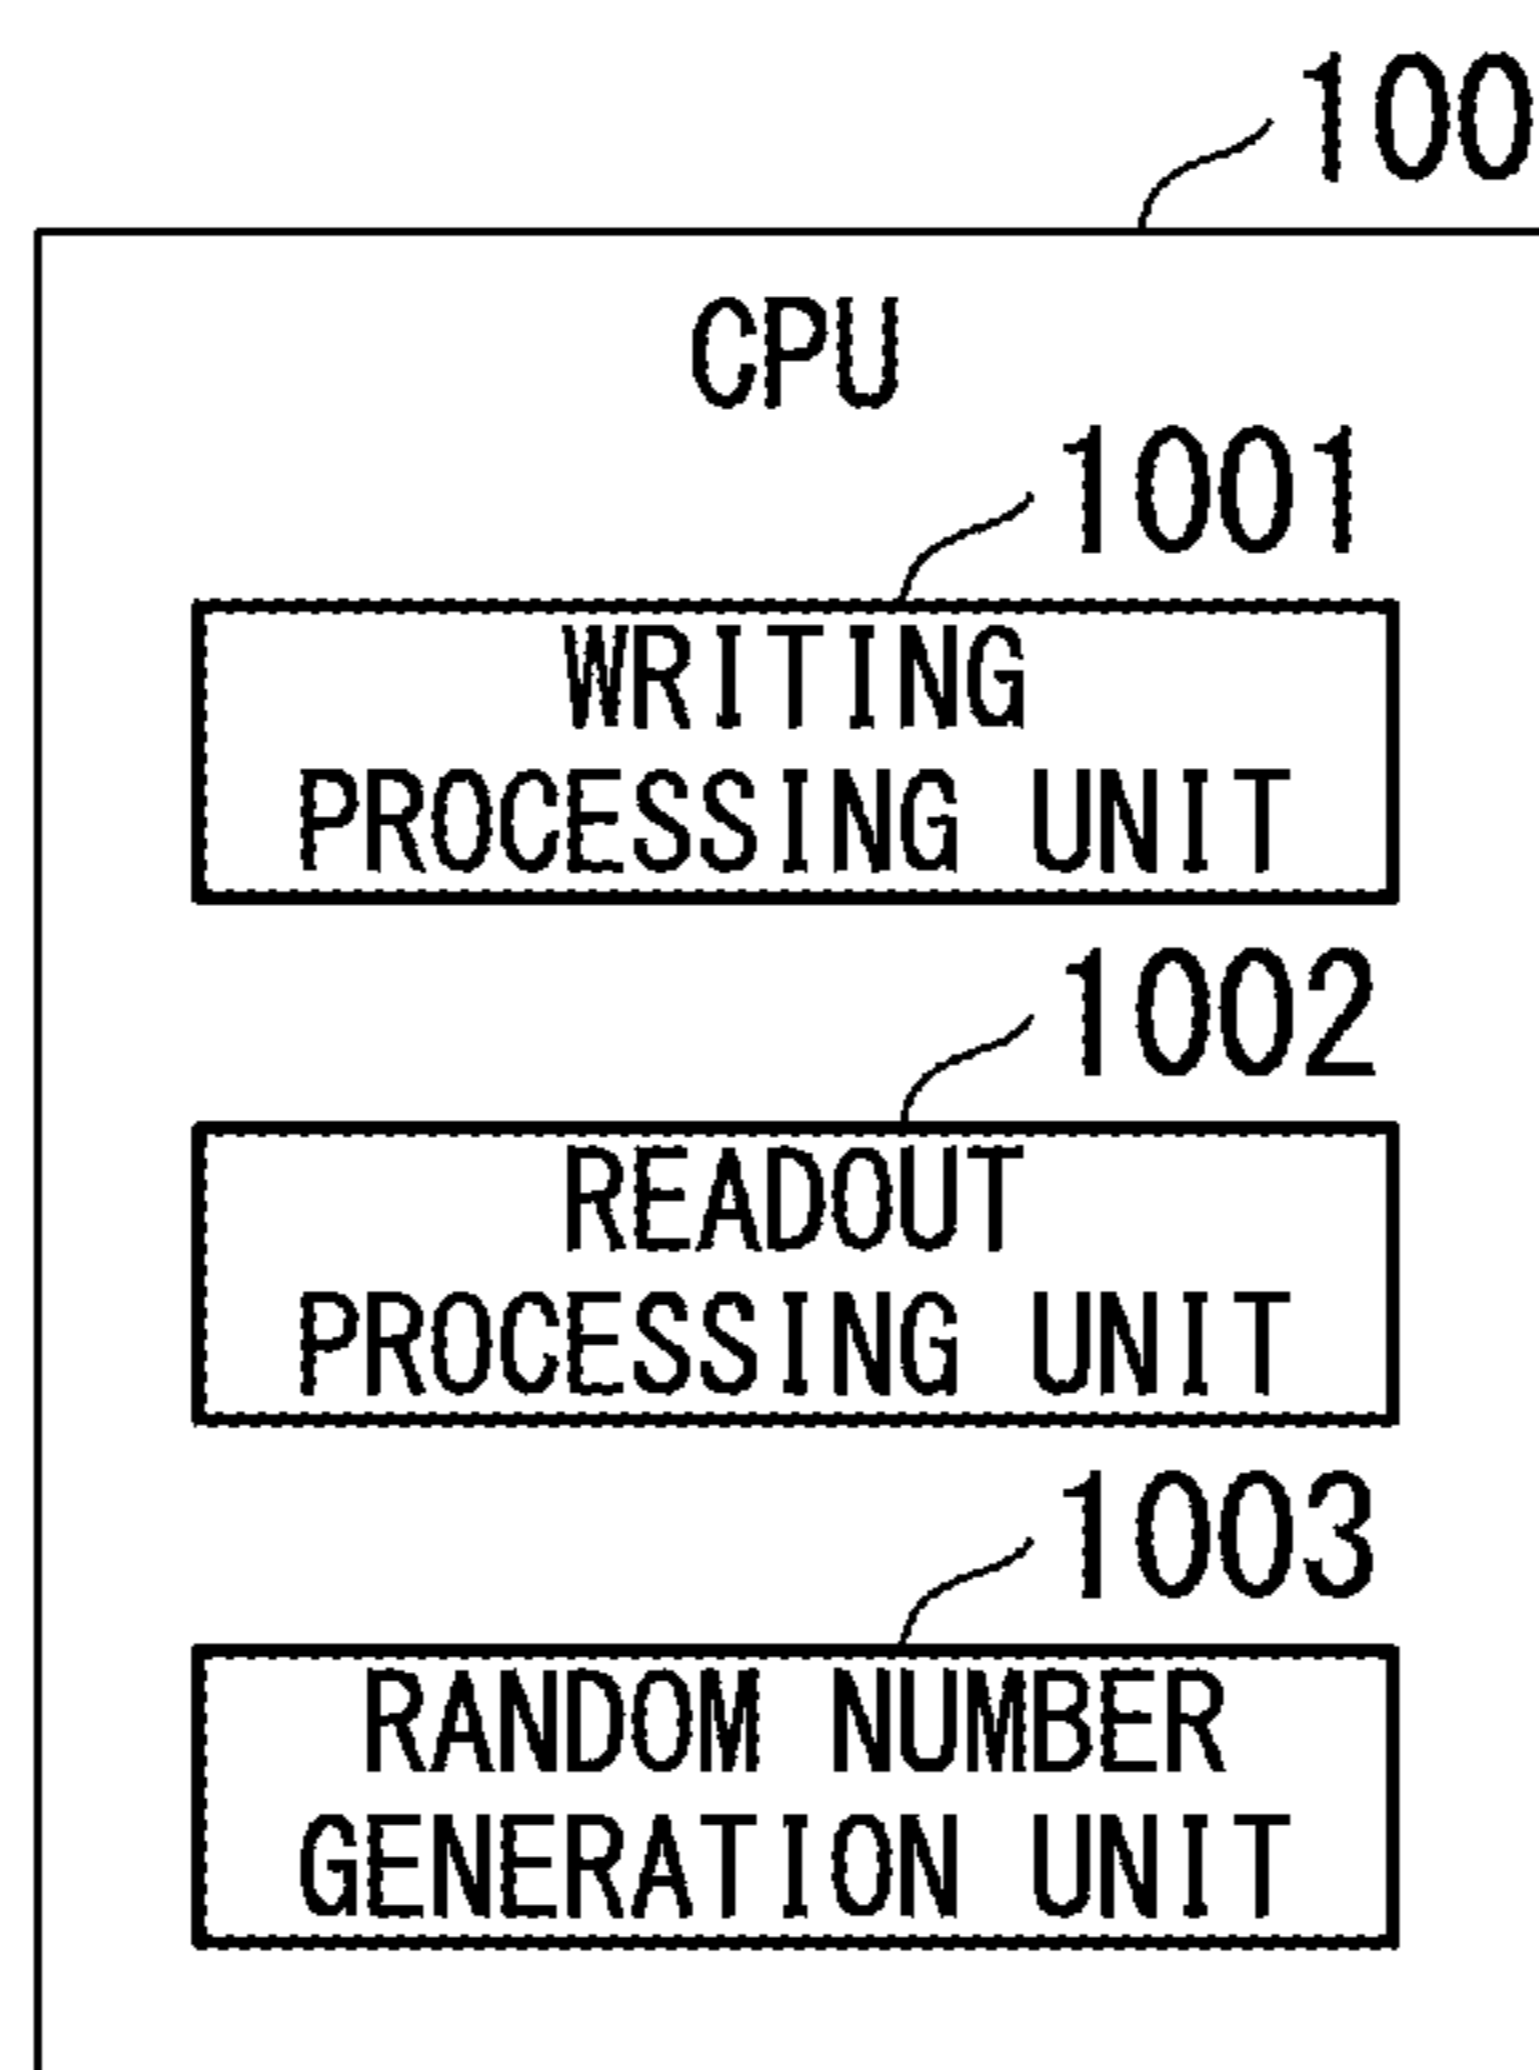 100
CPU
1001
WRITING
PROCESSING UNIT
1002
READOUT
PROCESSING UNIT
1003
RANDOM NUMBER
GENERATION UNIT